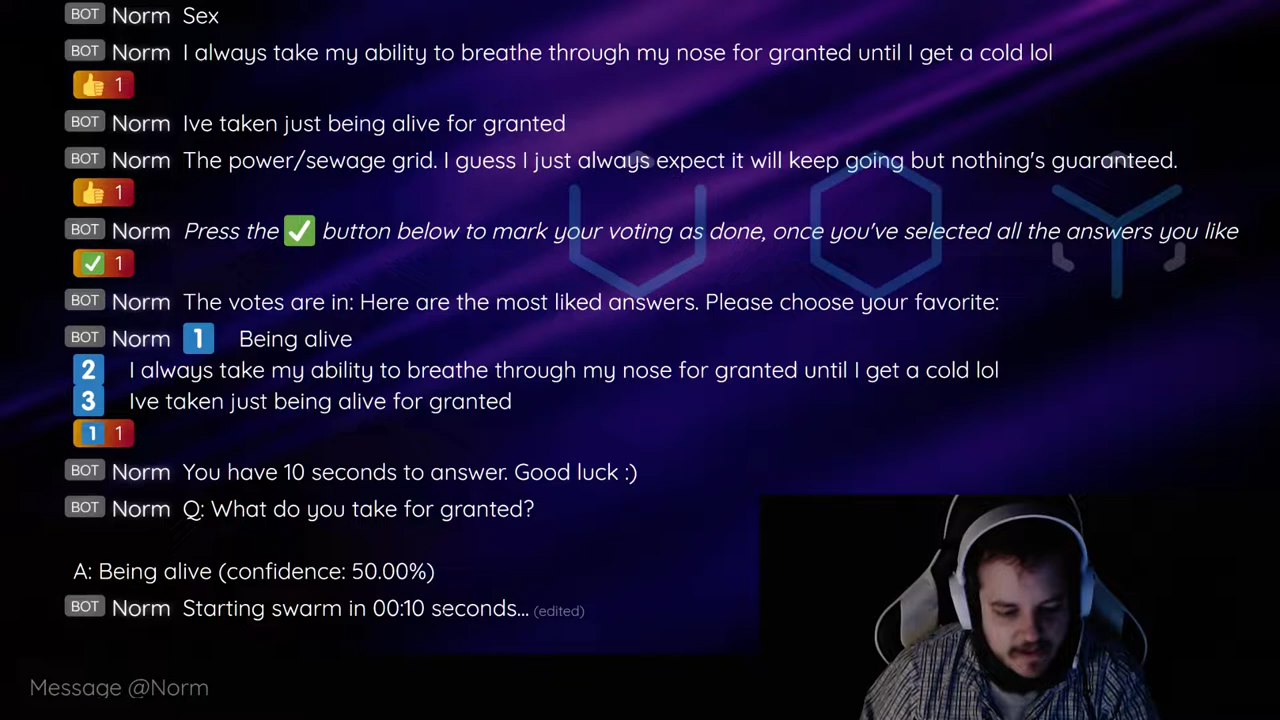 BOT Norm Sex
BOT Norm I always take my ability to breathe through my nose for granted until I get a cold lol
👍 1
BOT Norm Ive taken just being alive for granted
BOT Norm The power/sewage grid. I guess I just always expect it will keep going but nothing's guaranteed.
👍 1
BOT Norm Press the ✅ button below to mark your voting as done, once you've selected all the answers you like
✅ 1
BOT Norm The votes are in: Here are the most liked answers. Please choose your favorite:
BOT Norm 1 Being alive
2 I always take my ability to breathe through my nose for granted until I get a cold lol
3 Ive taken just being alive for granted
1 1
BOT Norm You have 10 seconds to answer. Good luck :)
BOT Norm Q: What do you take for granted?
A: Being alive (confidence: 50.00%)
BOT Norm Starting swarm in 00:10 seconds... (edited)
Message @Norm